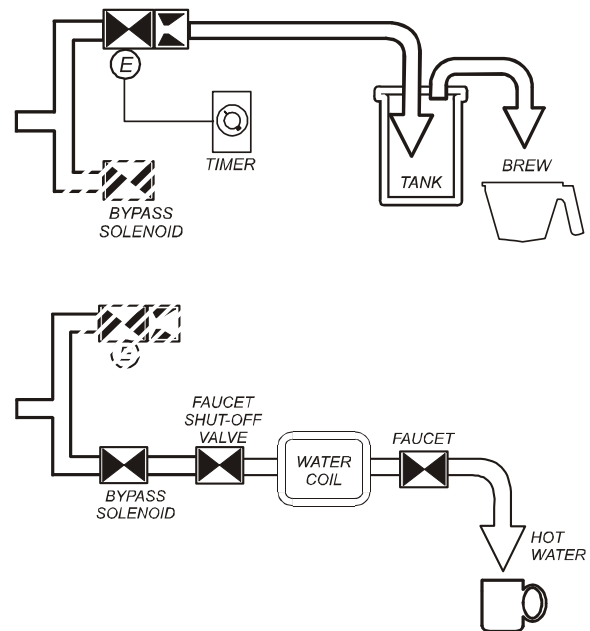 E
TIMER
TANK
BREW
BYPASS
SOLENOID
E
FAUCET
SHUT-OFF
VALVE
WATER
COIL
FAUCET
BYPASS
SOLENOID
HOT
WATER